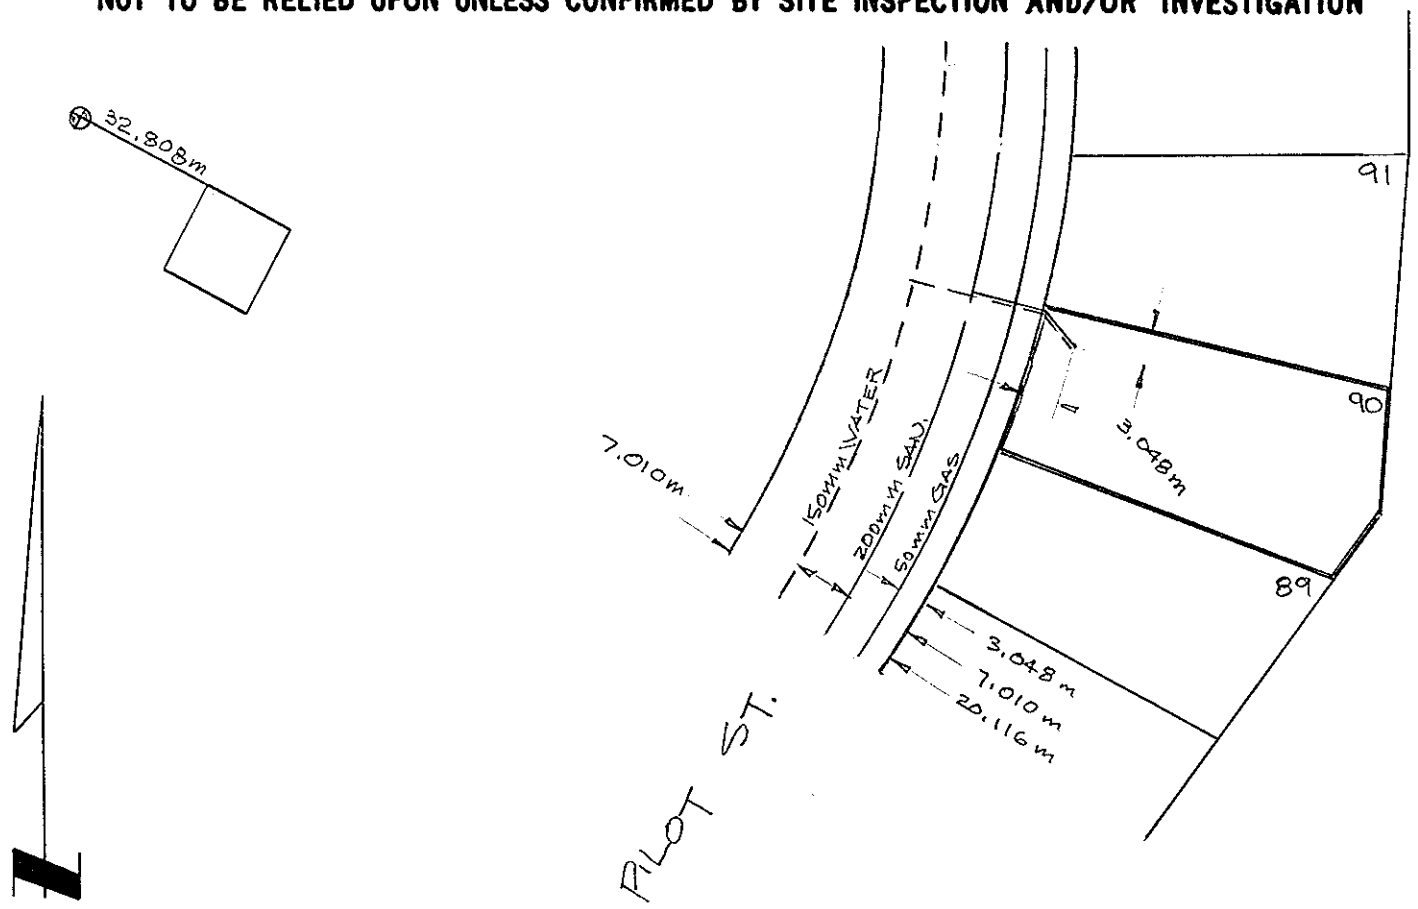 NOT TO BE RELIED UPON UNLESS CONFIRMED BY SITE INSPECTION AND/OR INVESTIGATION
32.808m
91
90
3.048m
7.010m
150mm WATER
200mm SAN.
50mm GAS
89
3.048m
7.010m
20.116m
PILOT ST.
N